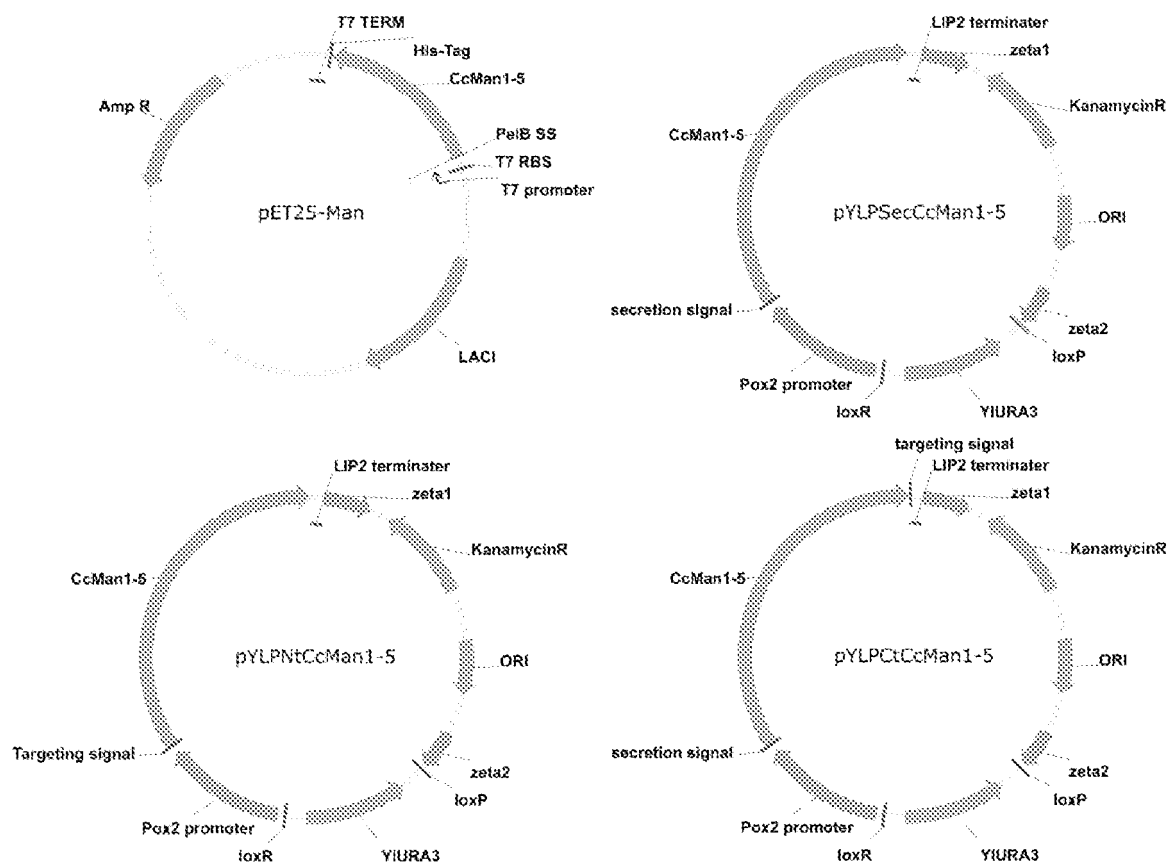 T7 TERM
His-Tag
CcMan1-5
Amp R
PelB SS
T7 RBS
T7 promoter
pET25-Man
LACI
LIP2 terminater
zeta1
KanamycinR
CcMan1-5
pYLPSecCcMan1-5
ORI
secretion signal
zeta2
loxP
Pox2 promoter
loxR
YlURA3
LIP2 terminater
zeta1
KanamycinR
CcMan1-5
pYLPNtCcMan1-5
ORI
Targeting signal
zeta2
loxP
Pox2 promoter
loxR
YlURA3
targeting signal
LIP2 terminater
zeta1
KanamycinR
CcMan1-5
pYLPCtCcMan1-5
ORI
secretion signal
zeta2
loxP
Pox2 promoter
loxR
YlURA3